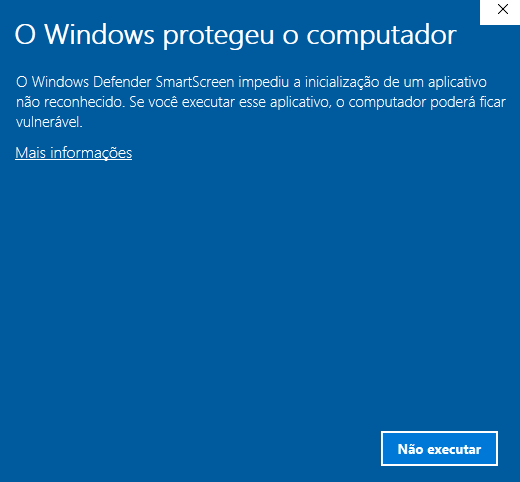 O Windows protegeu o computador
O Windows Defender SmartScreen impediu a inicialização de um aplicativo
não reconhecido. Se você executar esse aplicativo, o computador poderá ficar
vulnerável.
Mais informações
Não executar